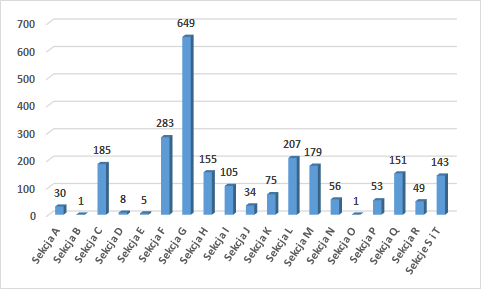 700
600
500
400
300
200
100
0
30
1
185
8
5
283
649
155
105
34
75
207
179
56
1
53
151
49
143
Sekcja A
Sekcja B
Sekcja C
Sekcja D
Sekcja E
Sekcja F
Sekcja G
Sekcja H
Sekcja I
Sekcja J
Sekcja K
Sekcja L
Sekcja M
Sekcja N
Sekcja O
Sekcja P
Sekcja Q
Sekcja R
Sekcje S i T